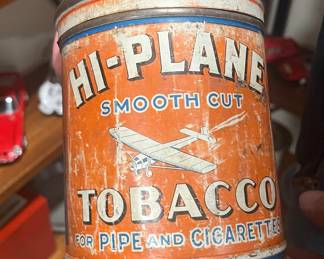 HI-PLANE
SMOOTH CUT
TOBACCO
FOR PIPE AND CIGARETTES